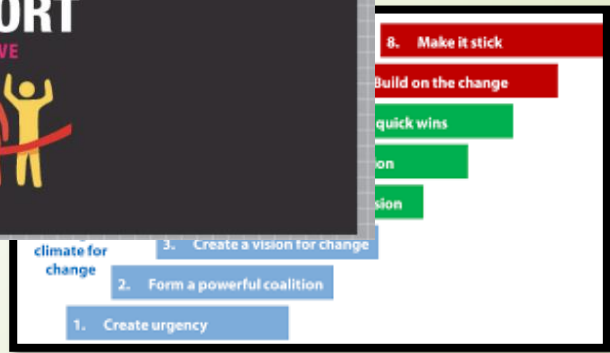 ORT
VE
8. Make it stick
Build on the change
quick wins
on
sion
climate for
change
3. Create a vision for change
2. Form a powerful coalition
1. Create urgency